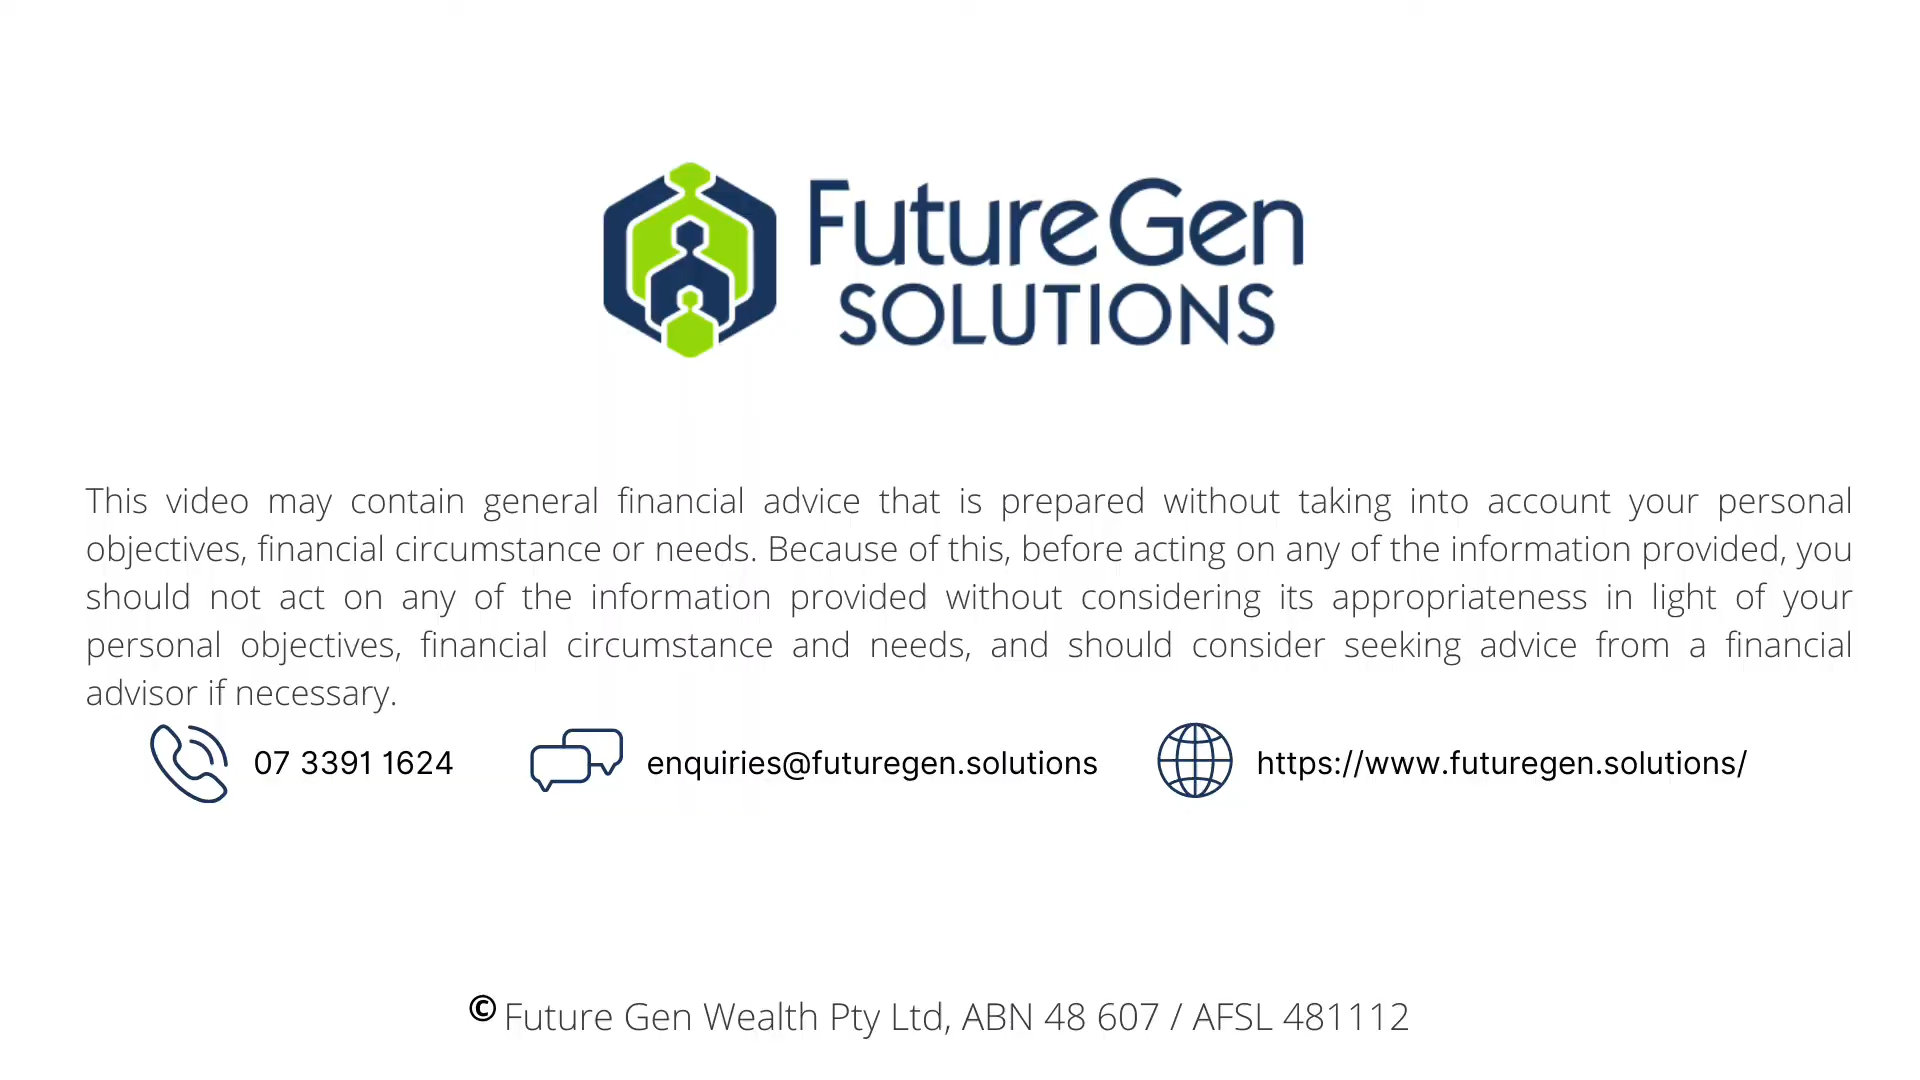 FutureGen
SOLUTIONS
This video may contain general financial advice that is prepared without taking into account your personal
objectives, financial circumstance or needs. Because of this, before acting on any of the information provided, you
should not act on any of the information provided without considering its appropriateness in light of your
personal objectives, financial circumstance and needs, and should consider seeking advice from a financial
advisor if necessary.
07 3391 1624 enquiries@futuregen.solutions https://www.futuregen.solutions/
© Future Gen Wealth Pty Ltd, ABN 48 607 / AFSL 481112